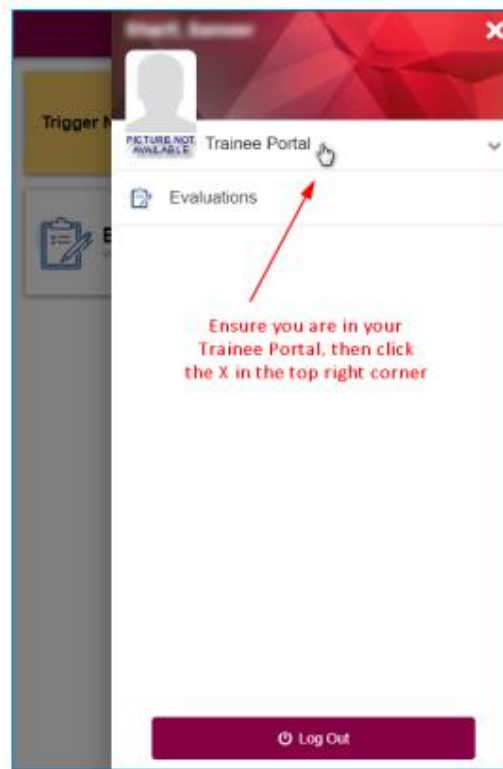 Trigger N
PICTURE NOT
AVAILABLE
Trainee Portal
Evaluations
E
Ensure you are in your
Trainee Portal, then click
the X in the top right corner
Log Out